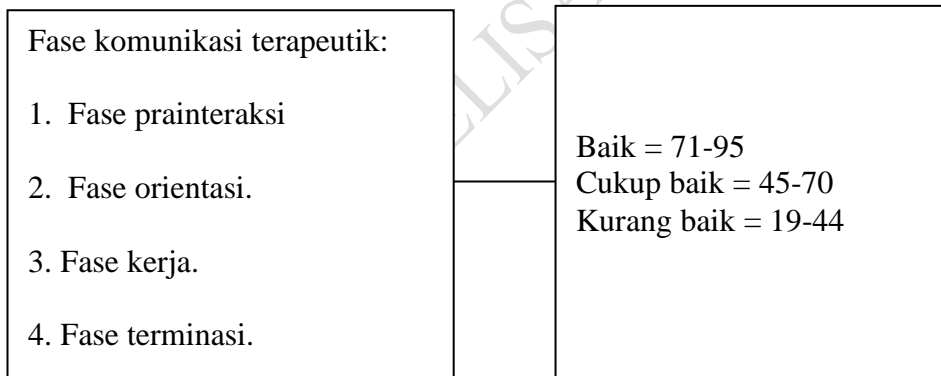 Fase komunikasi terapeutik:
1. Fase prainteraksi
2. Fase orientasi.
3. Fase kerja.
4. Fase terminasi.
Baik = 71-95
Cukup baik = 45-70
Kurang baik = 19-44